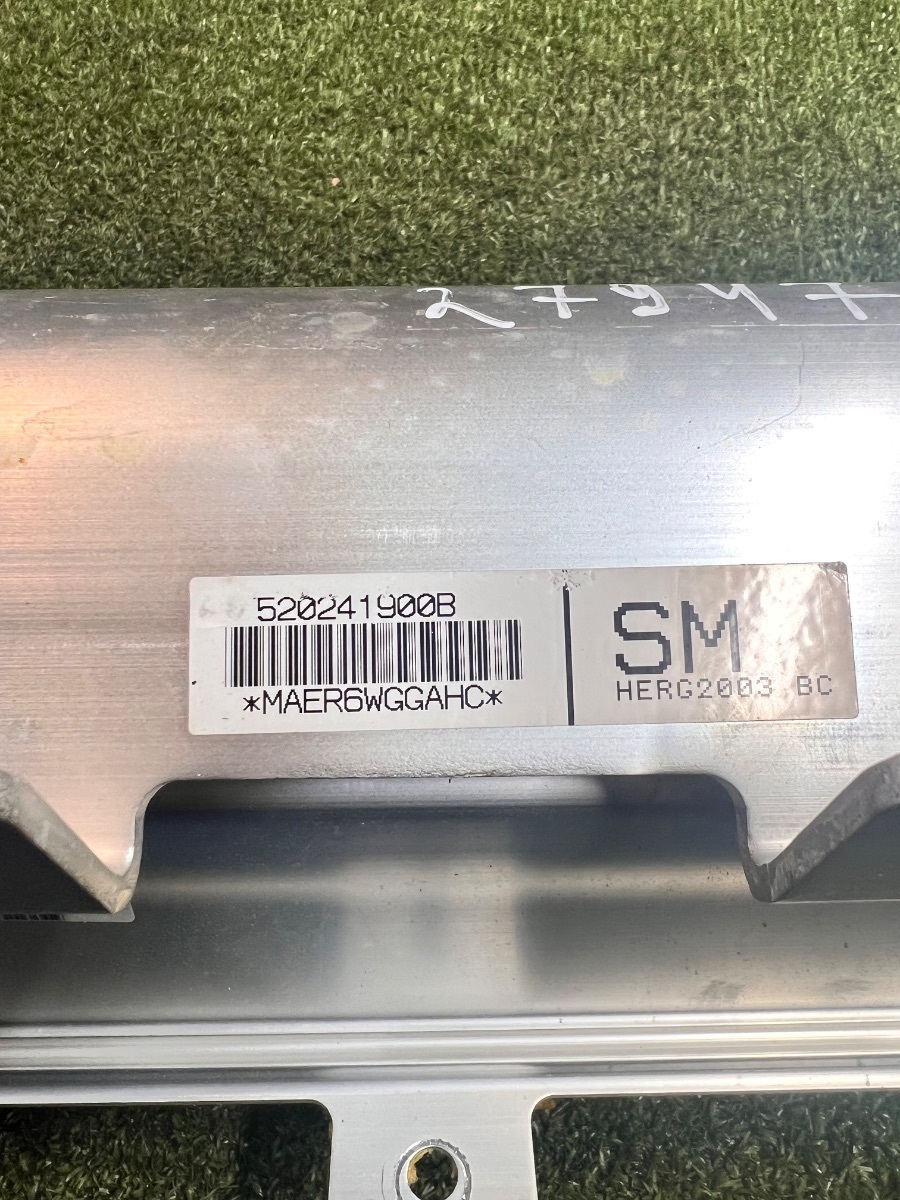 27947
520241900B
*MAER6WGGAHC*
SM
HERG2003 BC